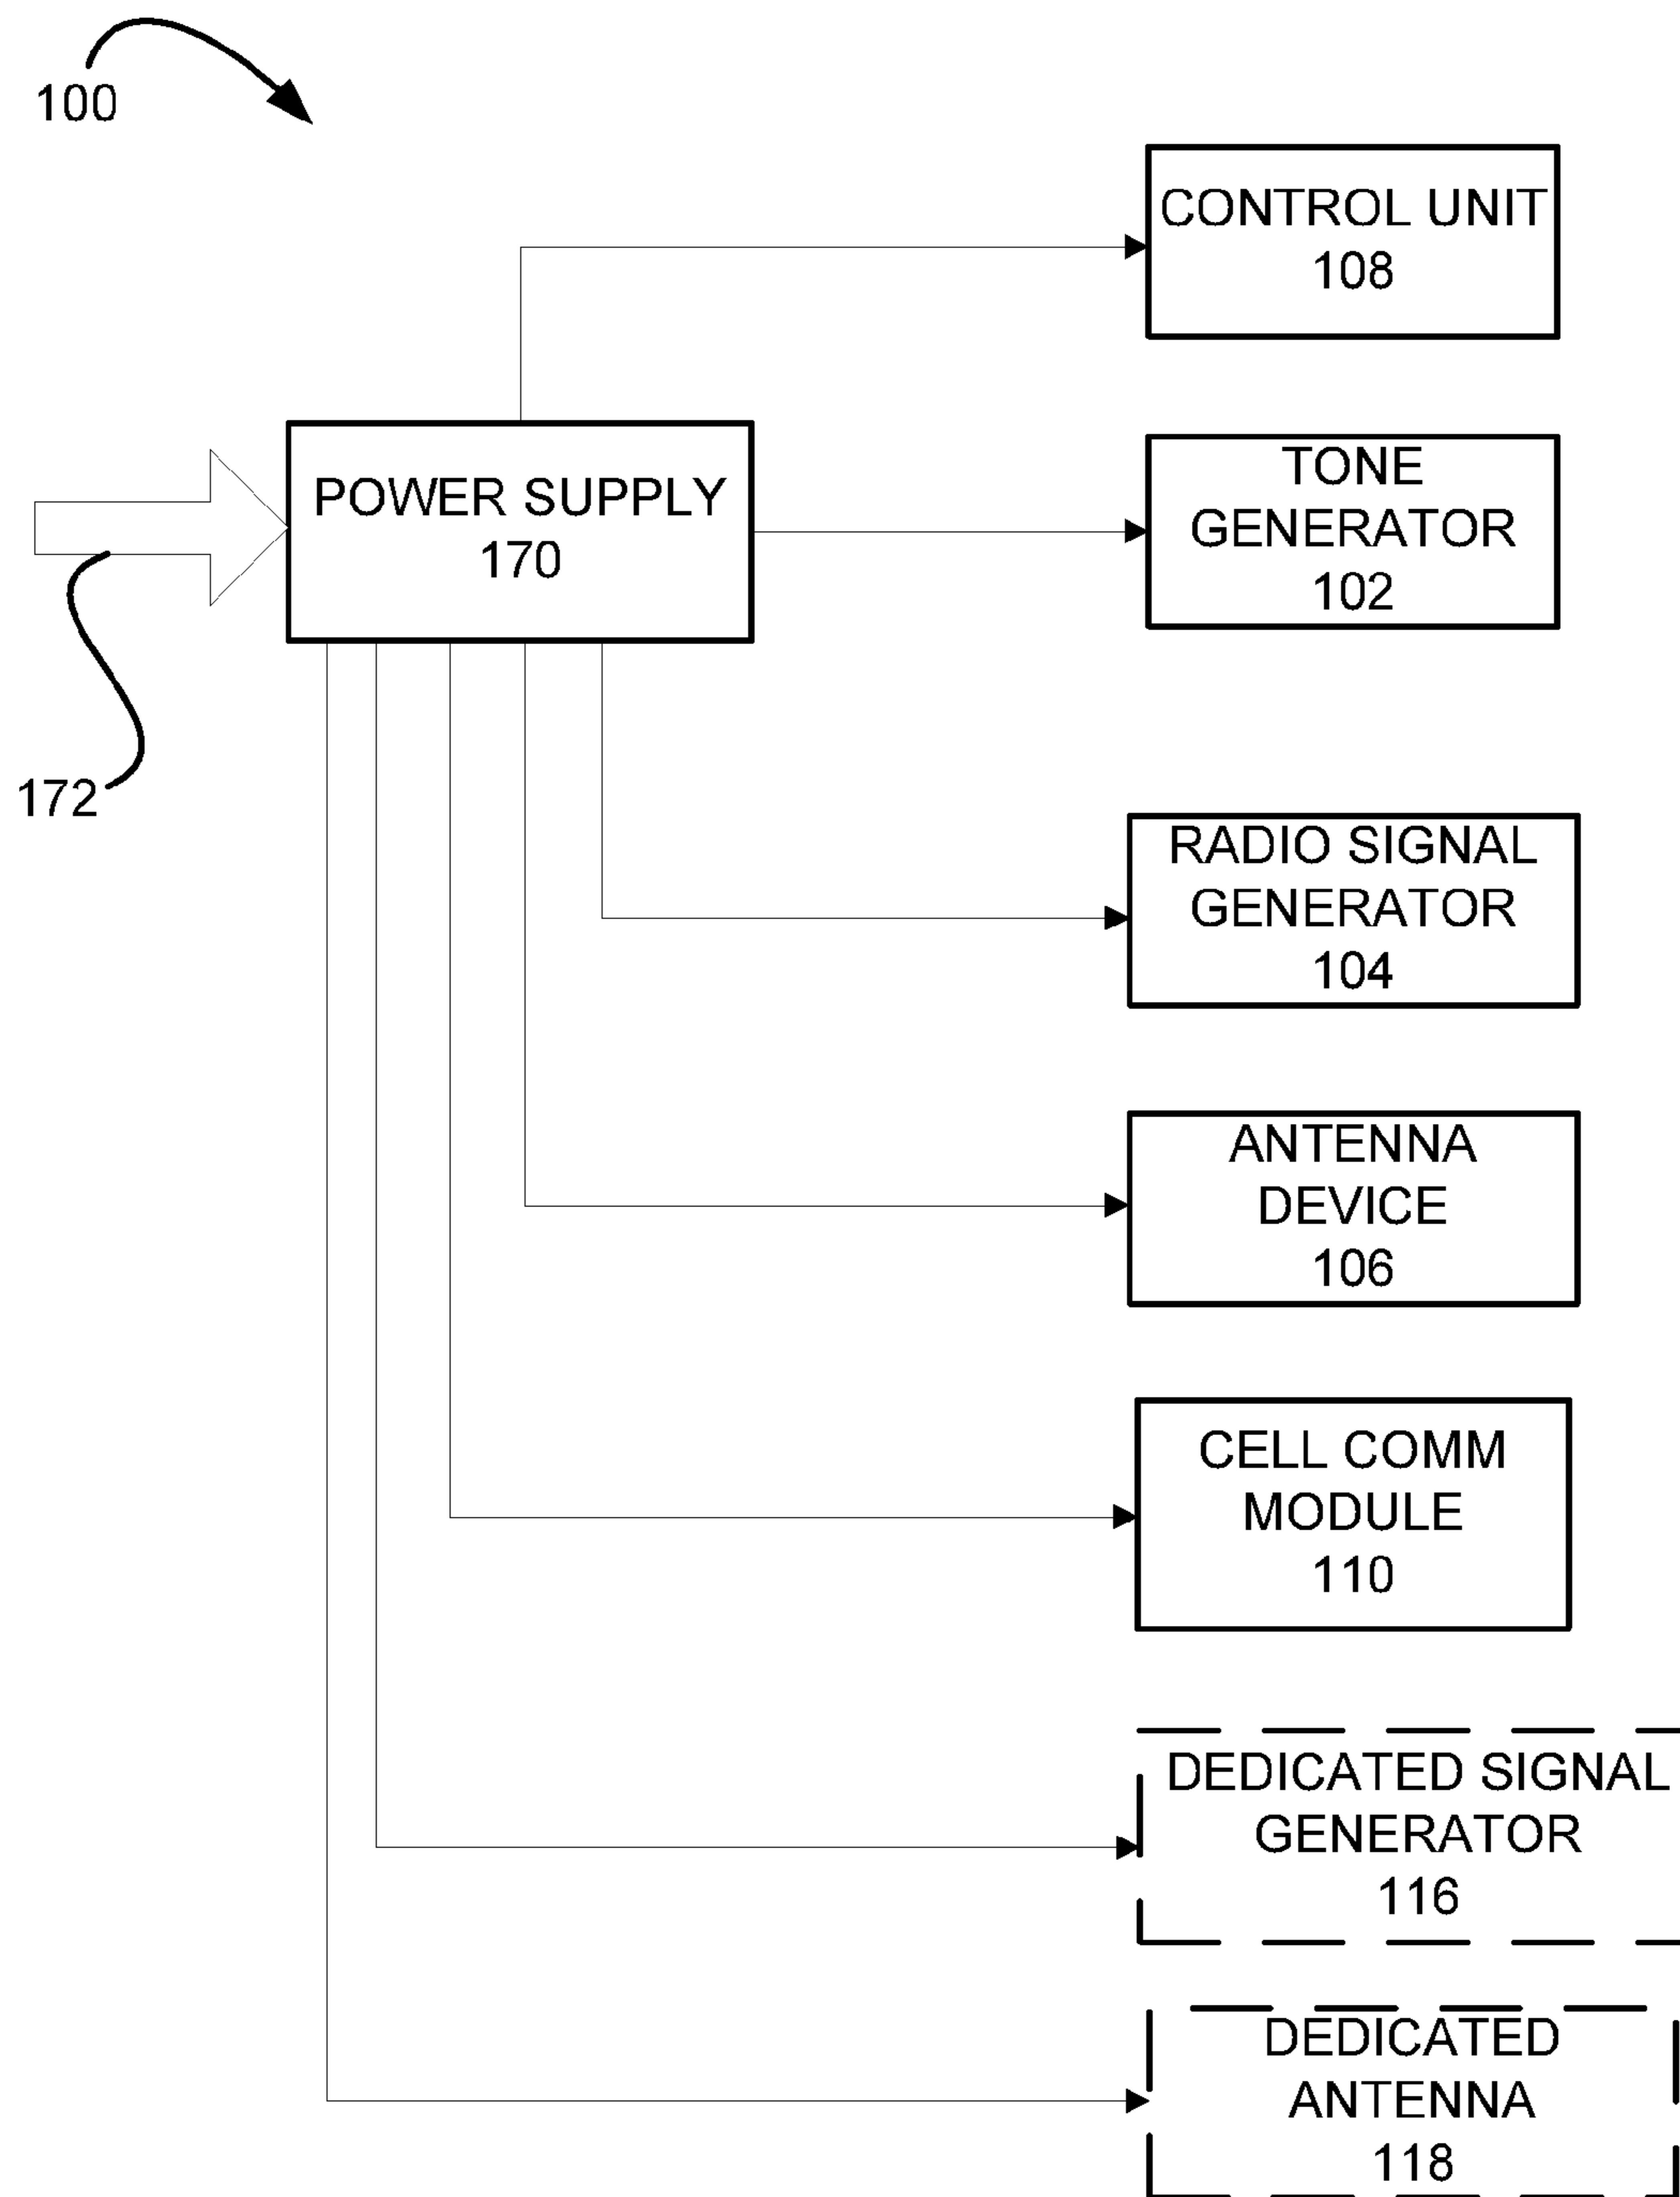 100
CONTROL UNIT
108
POWER SUPPLY
170
TONE
GENERATOR
102
172
RADIO SIGNAL
GENERATOR
104
ANTENNA
DEVICE
106
CELL COMM
MODULE
110
DEDICATED SIGNAL
GENERATOR
116
DEDICATED
ANTENNA
118